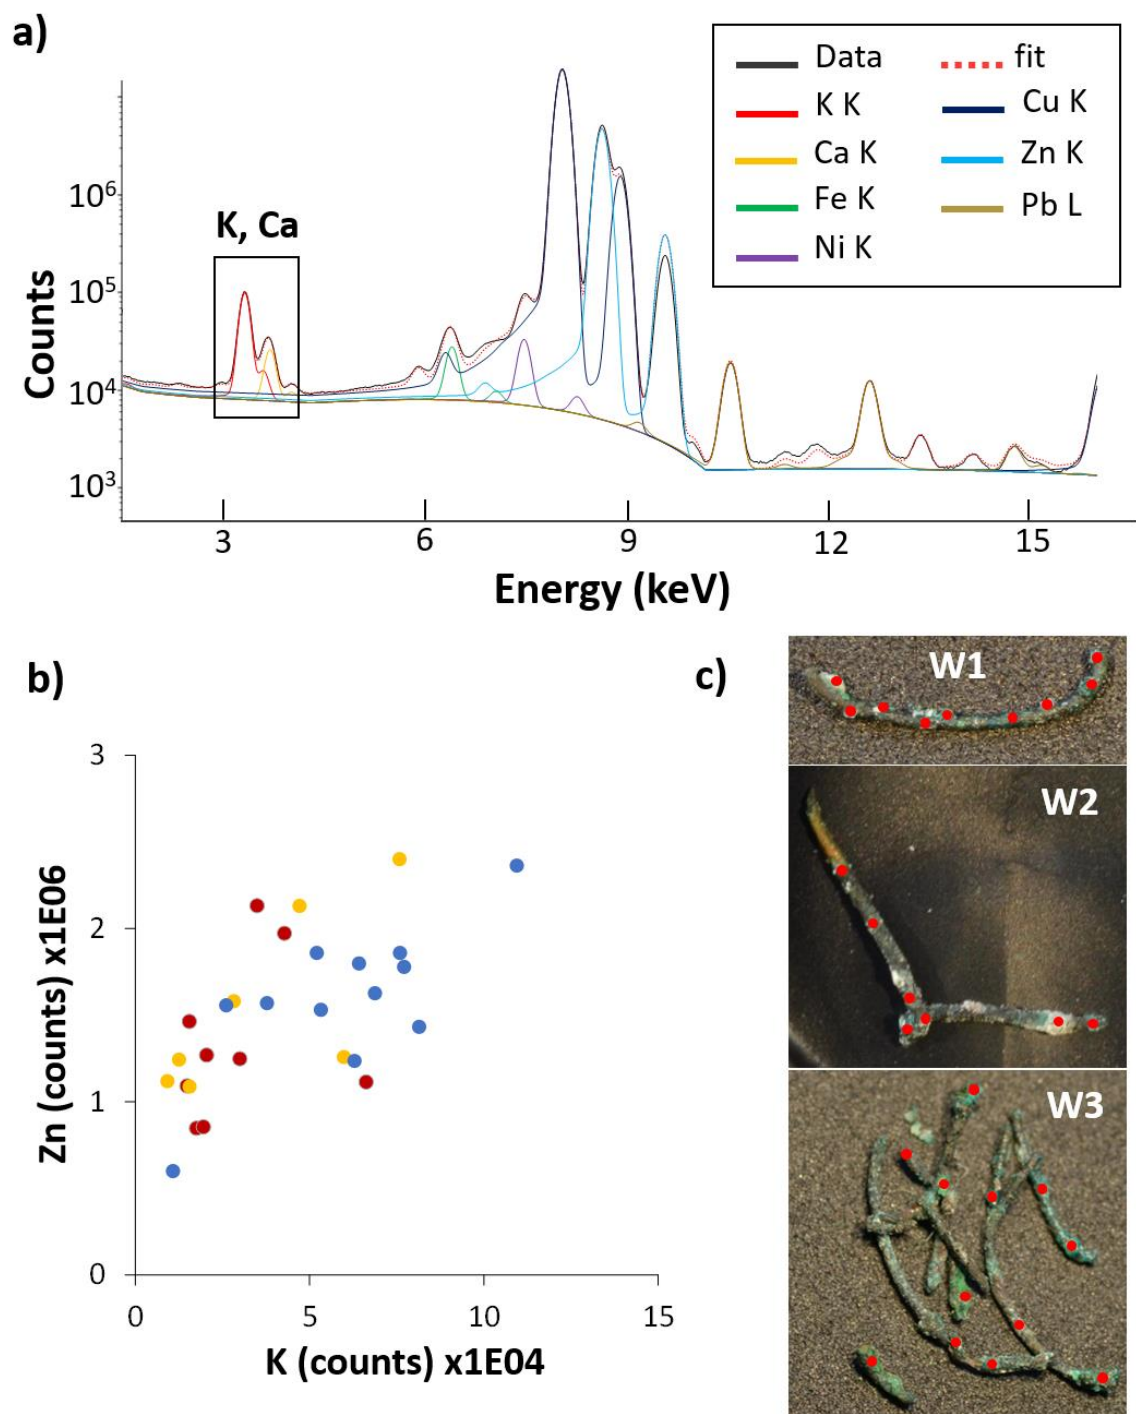 a)
Data
fit
K K
Cu K
Ca K
Zn K
Fe K
Pb L
Ni K
K, Ca
10⁶
10⁵
10⁴
10³
Counts
3 6 9 12 15
Energy (keV)
b)
3
2
1
0
Zn (counts) x1E06
0 5 10 15
K (counts) x1E04
c)
W1
W2
W3